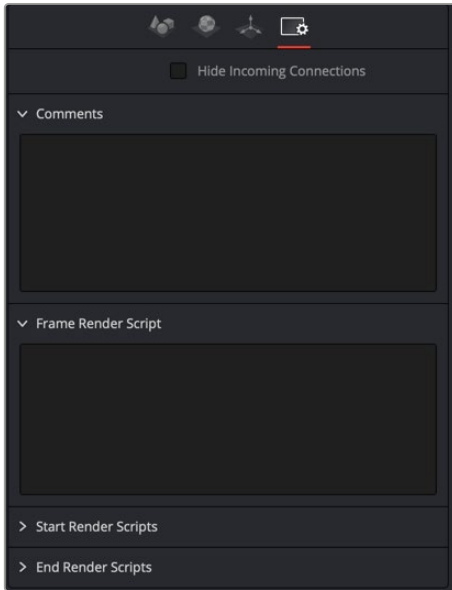 Hide Incoming Connections
Comments
Frame Render Script
Start Render Scripts
End Render Scripts